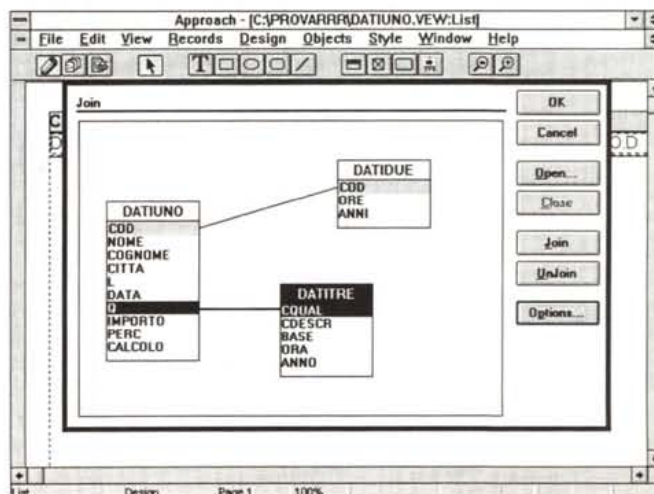 Approach - [C:\PROVARRR\DATIUNO.VEW:List]
File Edit View Records Design Objects Style Window Help
Join
OK
Cancel
Open...
Close
Join
UnJoin
Options...
DATIDUE
COD
ORE
ANNI
DATIUNO
COD
NOME
COGNOME
CITTA
L
DATA
Q
IMPORTO
PERC
CALCOLO
DATITRE
CQUAL
CDESCR
BASE
ORA
ANNO
List Design Page 1 100%